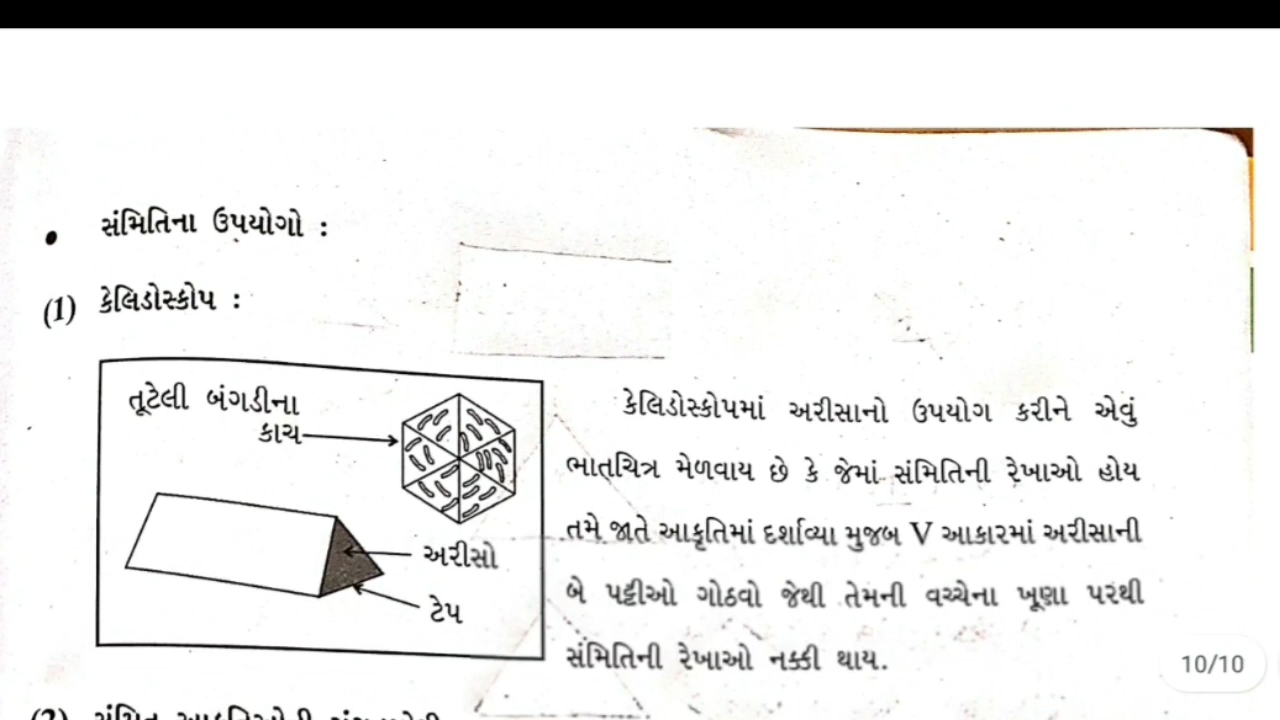 • સંમિતિના ઉપયોગો :
(1) કેલિડોસ્કોપ :
તૂટેલી બંગડીના
કાચ
અરીસો
ટેપ
કેલિડોસ્કોપમાં અરીસાનો ઉપયોગ કરીને એવું
ભાતચિત્ર મેળવાય છે કે જેમાં સંમિતિની રેખાઓ હોય
તમે જાતે આકૃતિમાં દર્શાવ્યા મુજબ V આકારમાં અરીસાની
બે પટ્ટીઓ ગોઠવો જેથી તેમની વચ્ચેના ખૂણા પરથી
સંમિતિની રેખાઓ નક્કી થાય.
10/10
(2)